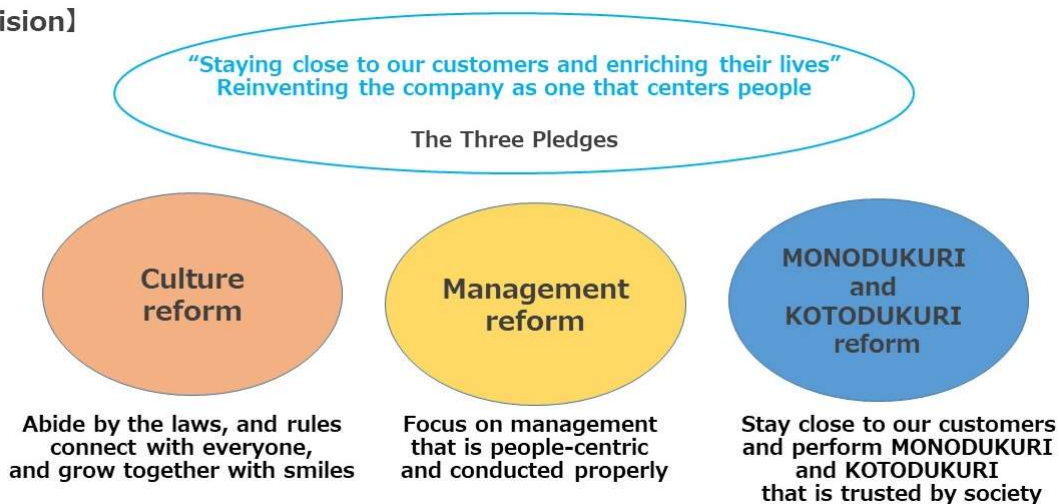 ision】
“Staying close to our customers and enriching their lives”
Reinventing the company as one that centers people
The Three Pledges
Culture
reform
Management
reform
MONODUKURI
and
KOTODUKURI
reform
Abide by the laws, and rules
connect with everyone,
and grow together with smiles
Focus on management
that is people-centric
and conducted properly
Stay close to our customers
and perform MONODUKURI
and KOTODUKURI
that is trusted by society